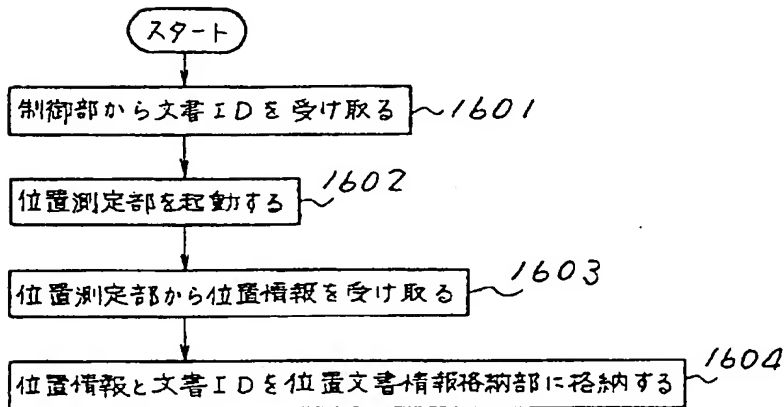 スタート
制御部から文書IDを受け取る 1601
位置測定部を起動する 1602
位置測定部から位置情報を受け取る 1603
位置情報と文書IDを位置文書情報格納部に格納する 1604